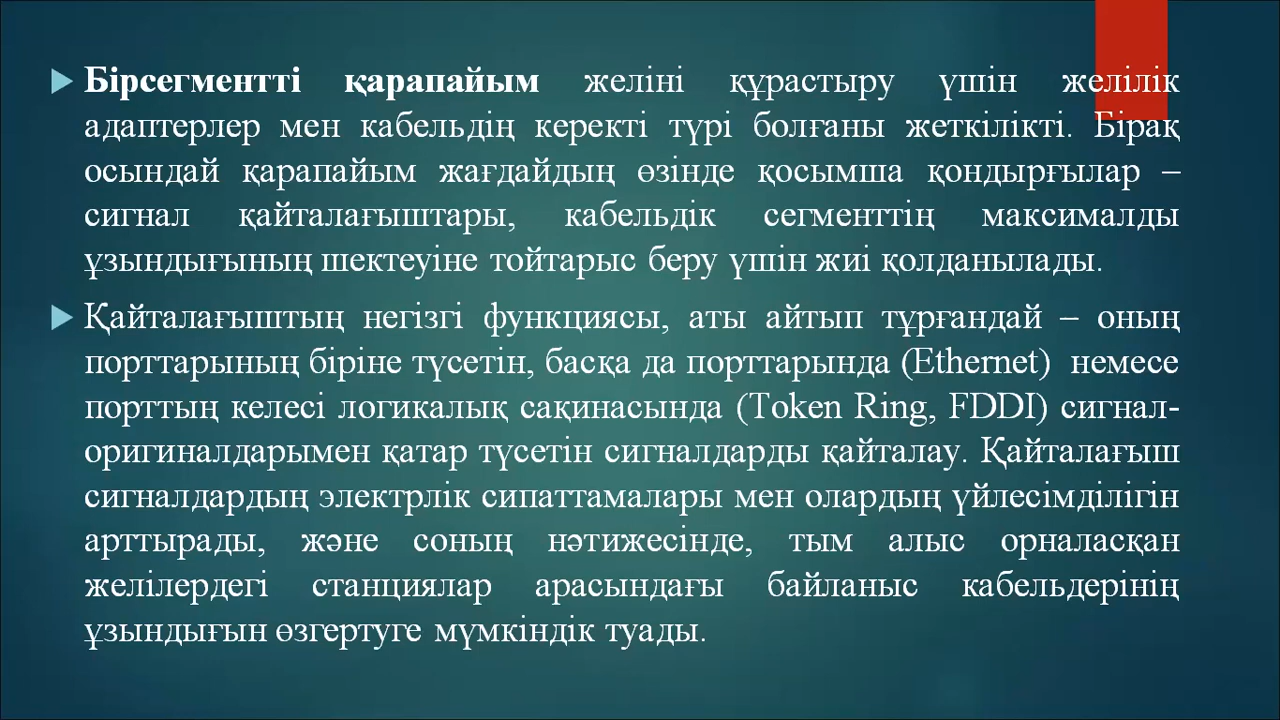 Бірсегментті қарапайым желіні құрастыру үшін желілік
адаптерлер мен кабельдің керекті түрі болғаны жеткілікті. Бірақ
осындай қарапайым жағдайдың өзінде қосымша қондырғылар –
сигнал қайталағыштары, кабельдік сегменттің максималды
ұзындығының шектеуіне тойтарыс беру үшін жиі қолданылады.
Қайталағыштың негізгі функциясы, аты айтып тұрғандай – оның
порттарының біріне түсетін, басқа да порттарында (Ethernet) немесе
порттың келесі логикалық сақинасында (Token Ring, FDDI) сигнал-
оригиналдарымен қатар түсетін сигналдарды қайталау. Қайталағыш
сигналдардың электрлік сипаттамалары мен олардың үйлесімділігін
арттырады, және соның нәтижесінде, тым алыс орналасқан
желілердегі станциялар арасындағы байланыс кабельдерінің
ұзындығын өзгертуге мүмкіндік туады.